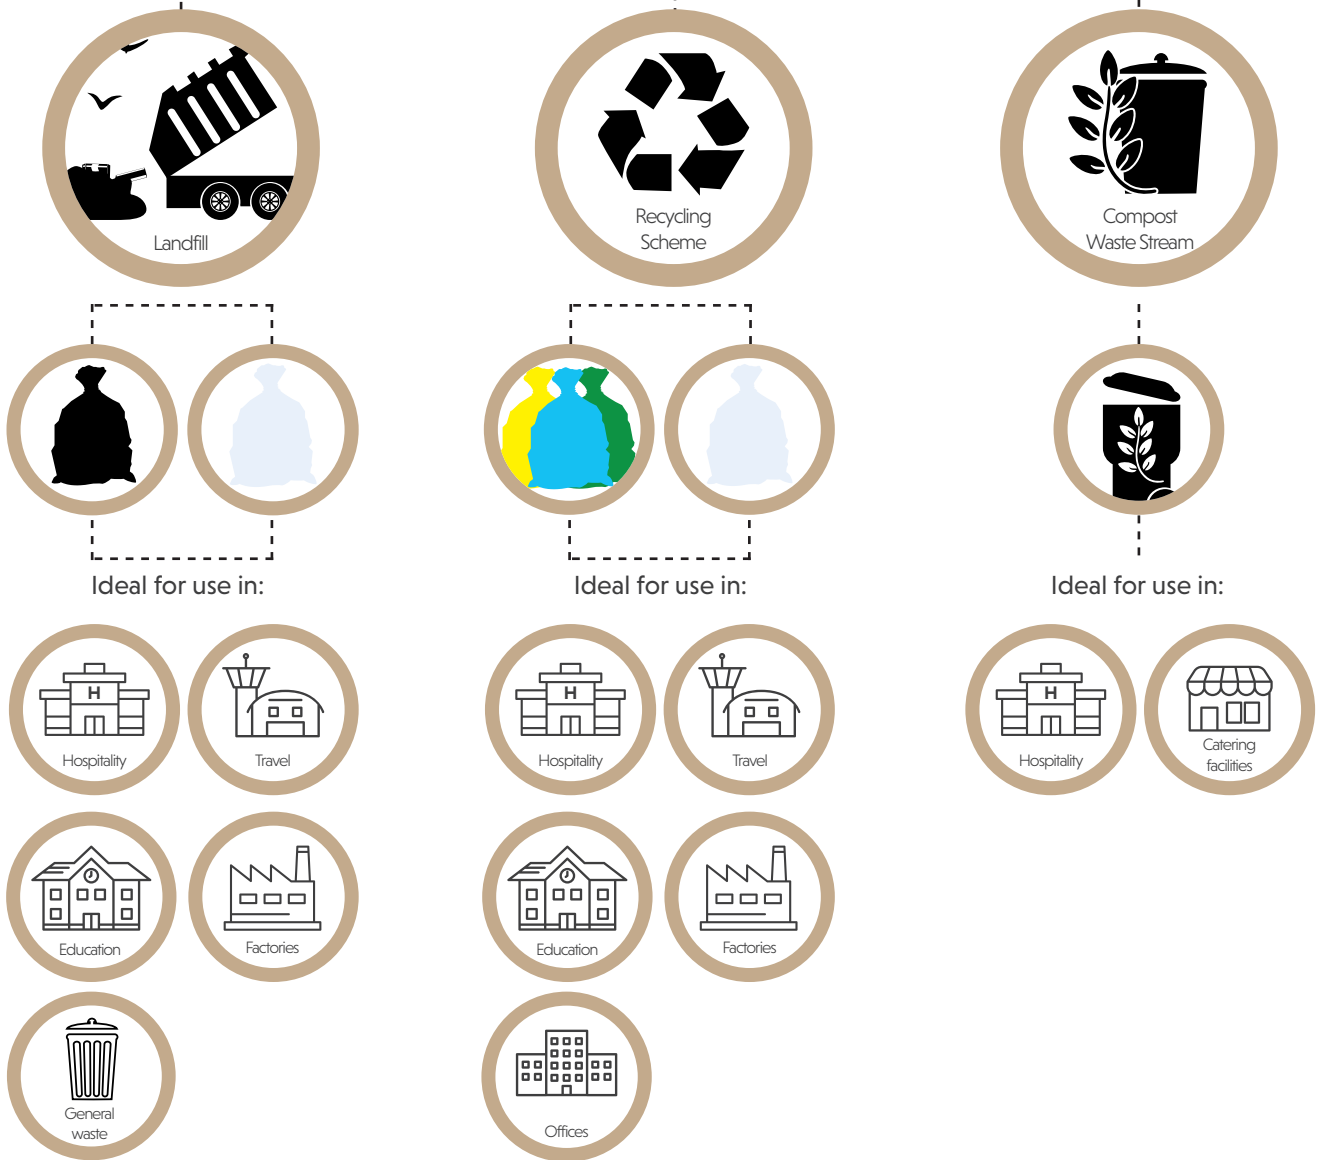 Landfill
Recycling
Scheme
Compost
Waste Stream
Ideal for use in:
Ideal for use in:
Ideal for use in:
H
Hospitality
Travel
H
Hospitality
Travel
H
Hospitality
Catering
facilities
Education
Factories
Education
Factories
General
waste
Offices